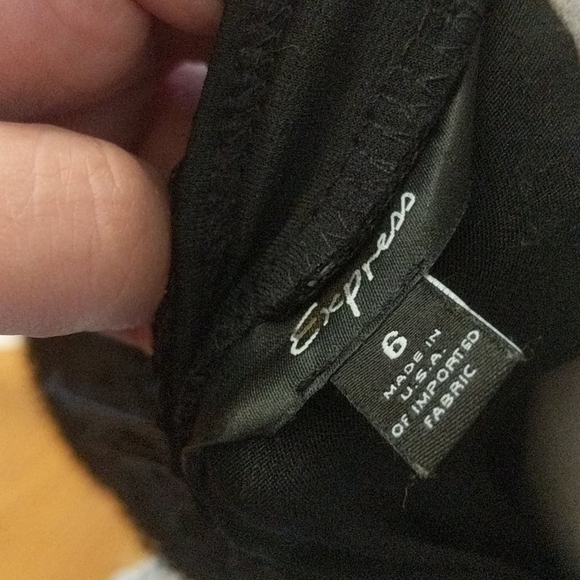 Express
6
MADE IN
U.S.A.
OF IMPORTED
FABRIC